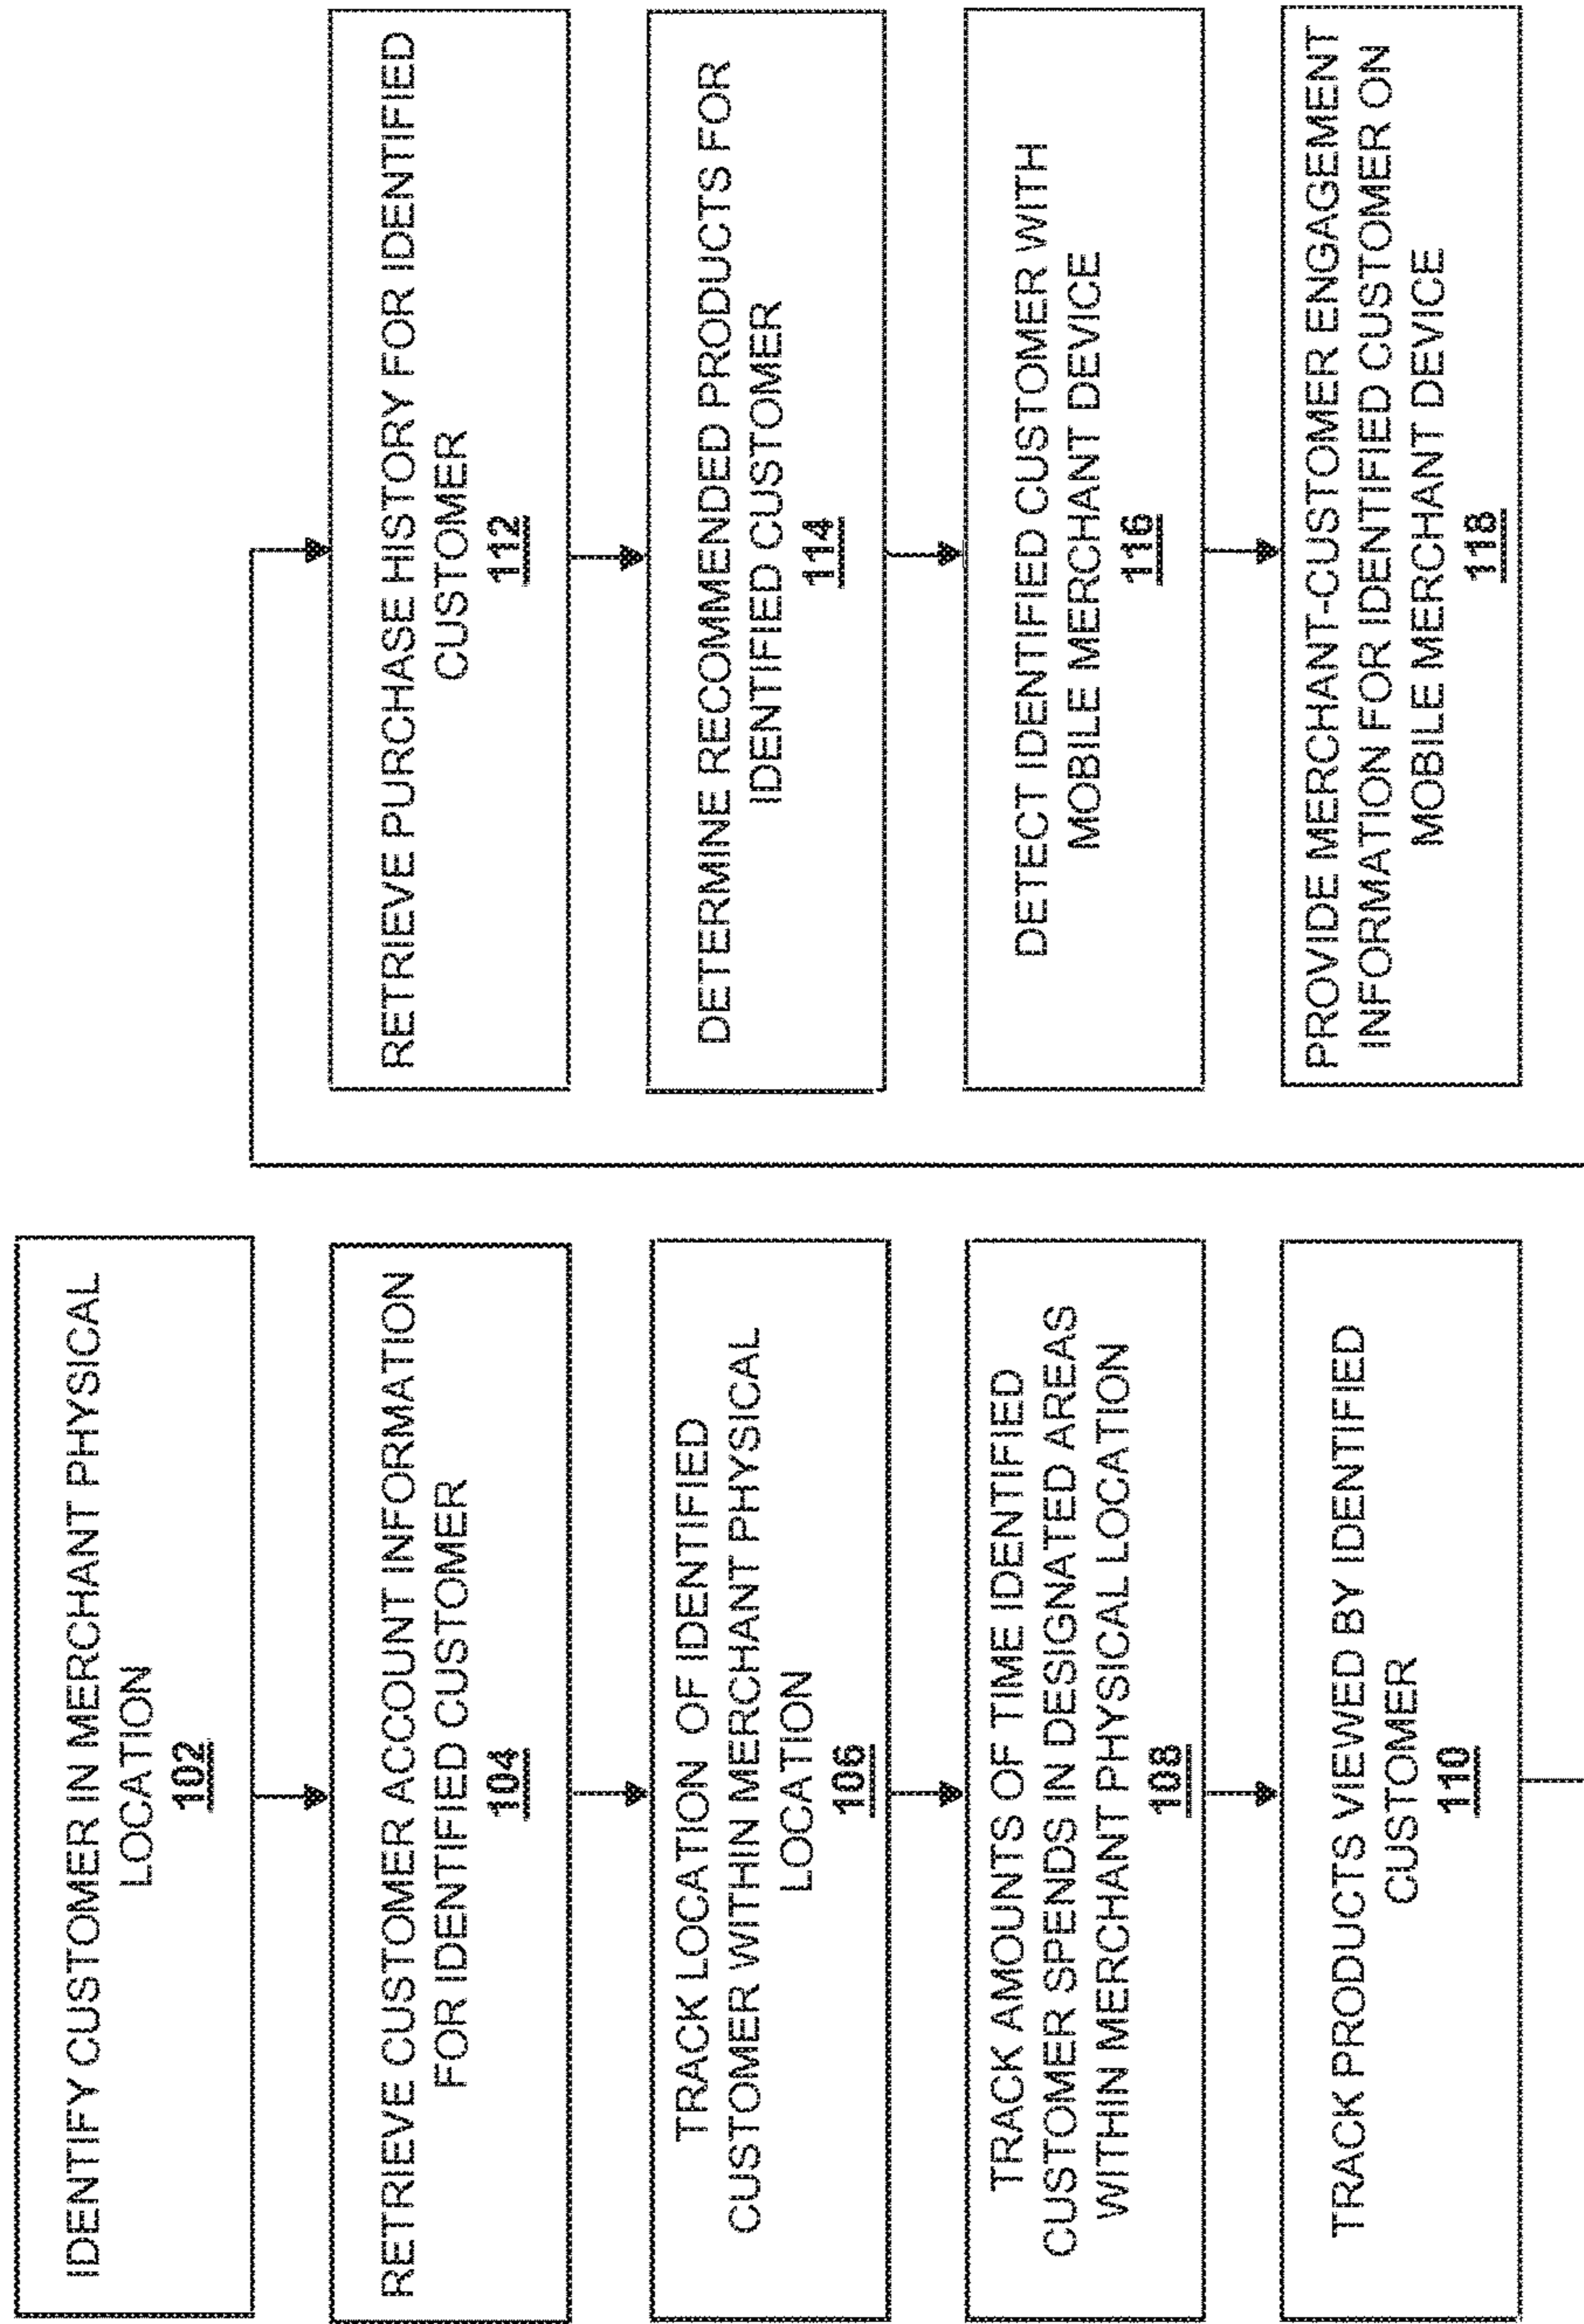 IDENTIFY CUSTOMER IN MERCHANT PHYSICAL
LOCATION
102
RETRIEVE CUSTOMER ACCOUNT INFORMATION
FOR IDENTIFIED CUSTOMER
104
TRACK LOCATION OF IDENTIFIED
CUSTOMER WITHIN MERCHANT PHYSICAL
LOCATION
106
TRACK AMOUNTS OF TIME IDENTIFIED
CUSTOMER SPENDS IN DESIGNATED AREAS
WITHIN MERCHANT PHYSICAL LOCATION
108
TRACK PRODUCTS VIEWED BY IDENTIFIED
CUSTOMER
110
RETRIEVE PURCHASE HISTORY FOR IDENTIFIED
CUSTOMER
112
DETERMINE RECOMMENDED PRODUCTS FOR
IDENTIFIED CUSTOMER
114
DETECT IDENTIFIED CUSTOMER WITH
MOBILE MERCHANT DEVICE
116
PROVIDE MERCHANT-CUSTOMER ENGAGEMENT
INFORMATION FOR IDENTIFIED CUSTOMER ON
MOBILE MERCHANT DEVICE
118